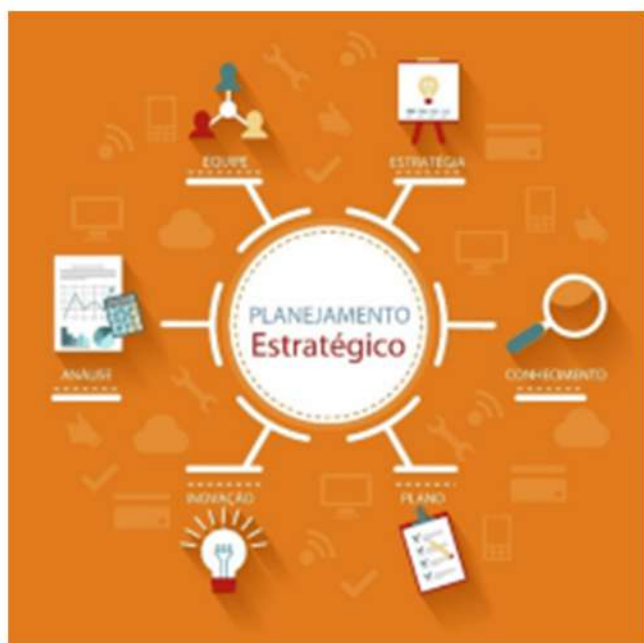 EQUIPE
ESTRATÉGIA
PLANEJAMENTO
Estratégico
ANÁLISE
CONHECIMENTO
INOVAÇÃO
PLANO